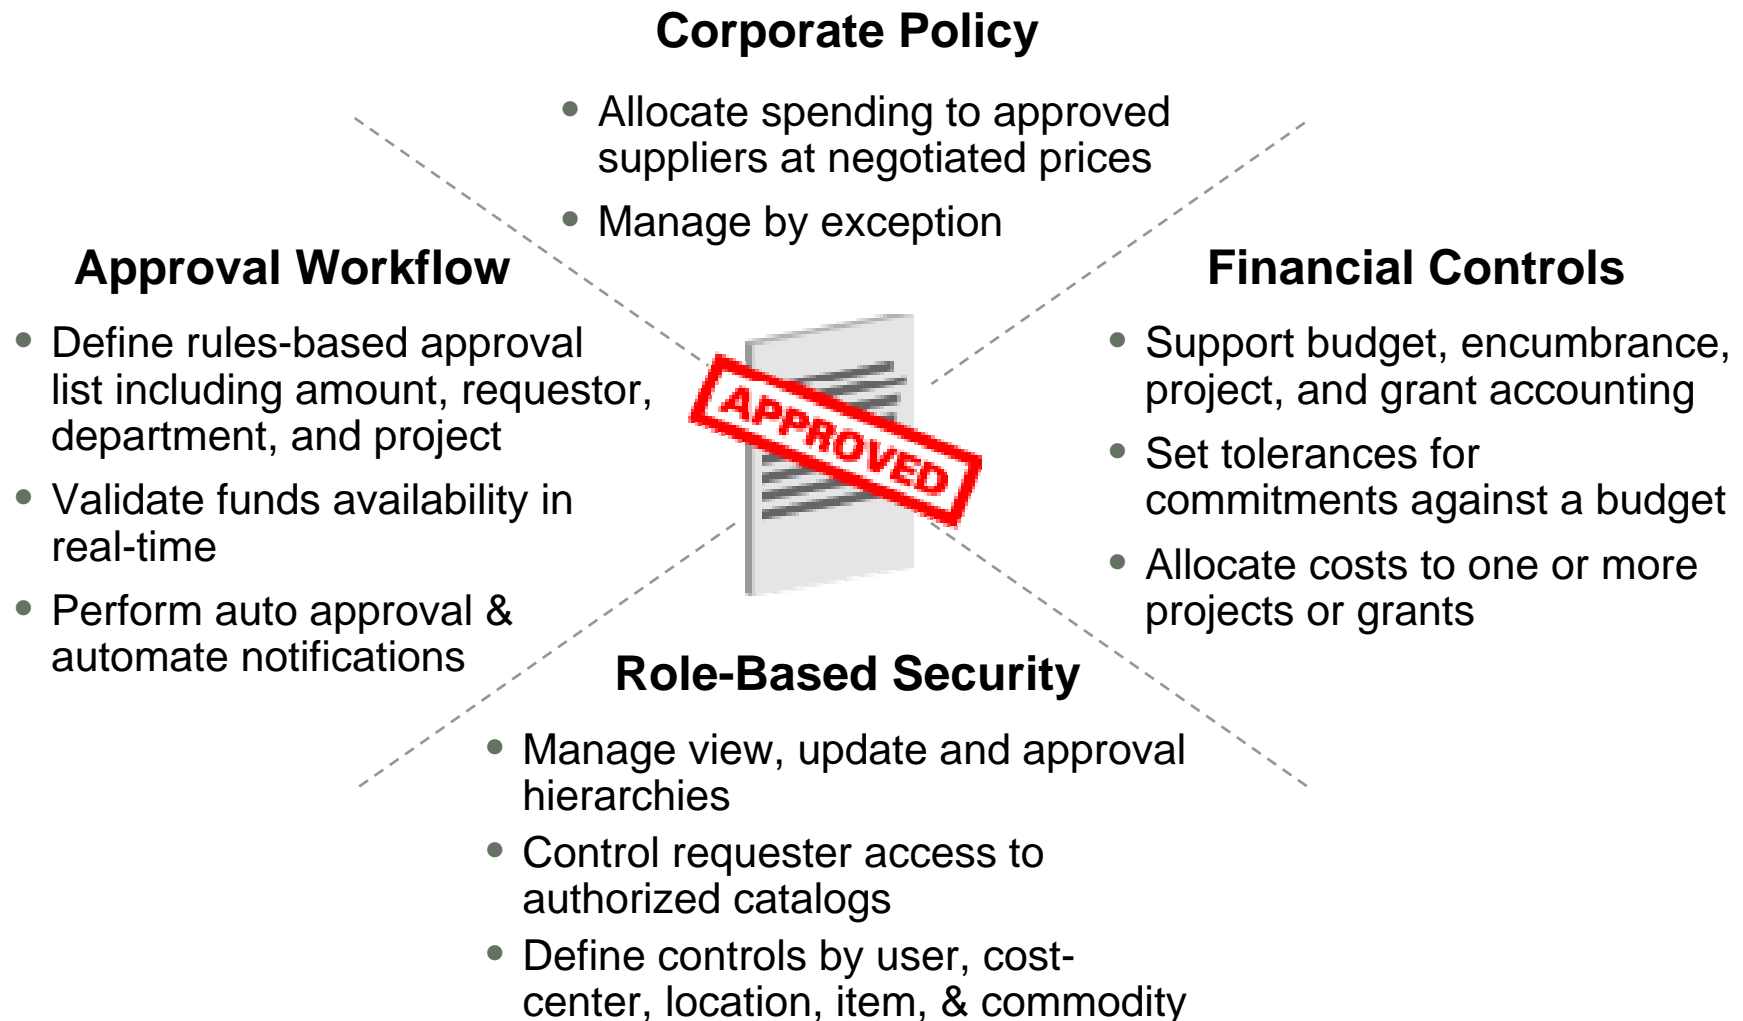 Corporate Policy
• Allocate spending to approved
suppliers at negotiated prices
• Manage by exception
Approval Workflow
• Define rules-based approval
list including amount, requestor,
department, and project
• Validate funds availability in
real-time
• Perform auto approval &
automate notifications
APPROVED
Financial Controls
• Support budget, encumbrance,
project, and grant accounting
• Set tolerances for
commitments against a budget
• Allocate costs to one or more
projects or grants
Role-Based Security
• Manage view, update and approval
hierarchies
• Control requester access to
authorized catalogs
• Define controls by user, cost-
center, location, item, & commodity